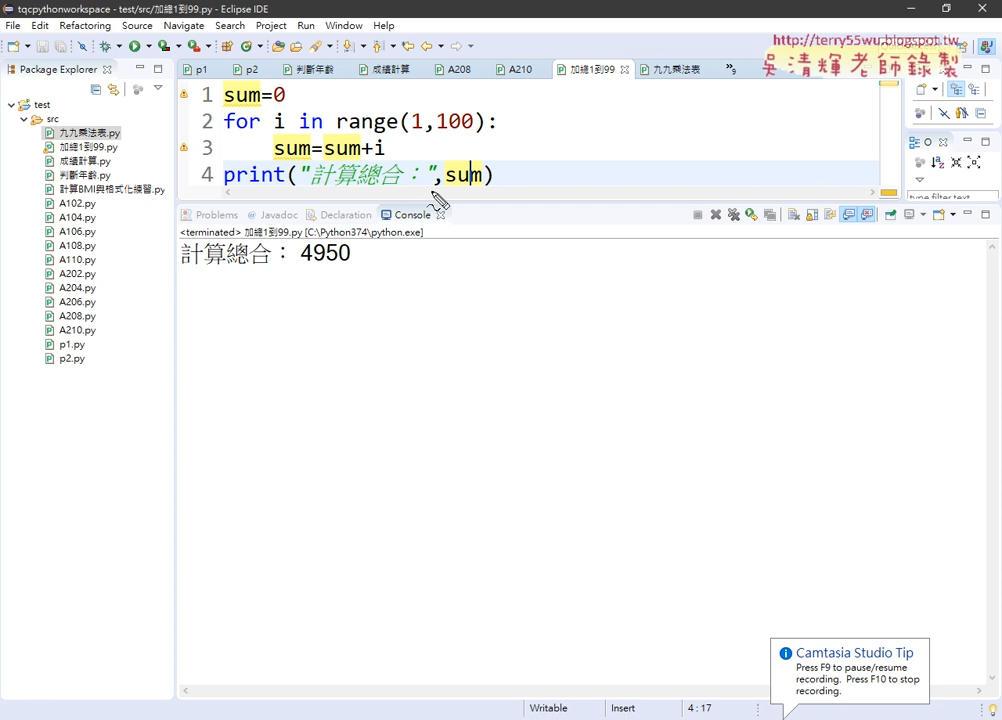 tqcpythonworkspace - test/src/加總1到99.py - Eclipse IDE
File Edit Refactoring Source Navigate Search Project Run Window Help
http://terry55wu.blogspot.tw
吳清輝老師錄製
Package Explorer
p1 p2 判斷年齡 成績計算 A208 A210 加總1到99 九九乘法表 »9
test
src
九九乘法表.py
加總1到99.py
成績計算.py
判斷年齡.py
計算BMI與格式化練習.py
A102.py
A104.py
A106.py
A108.py
A110.py
A202.py
A204.py
A206.py
A208.py
A210.py
p1.py
p2.py
1 sum=0
2 for i in range(1,100):
3 sum=sum+i
4 print("計算總合：",sum)
O
type filter text
Problems Javadoc Declaration Console
<terminated> 加總1到99.py [C:\Python374\python.exe]
計算總合： 4950
Camtasia Studio Tip
Press F9 to pause/resume
recording. Press F10 to stop
recording.
Writable Insert 4 : 17